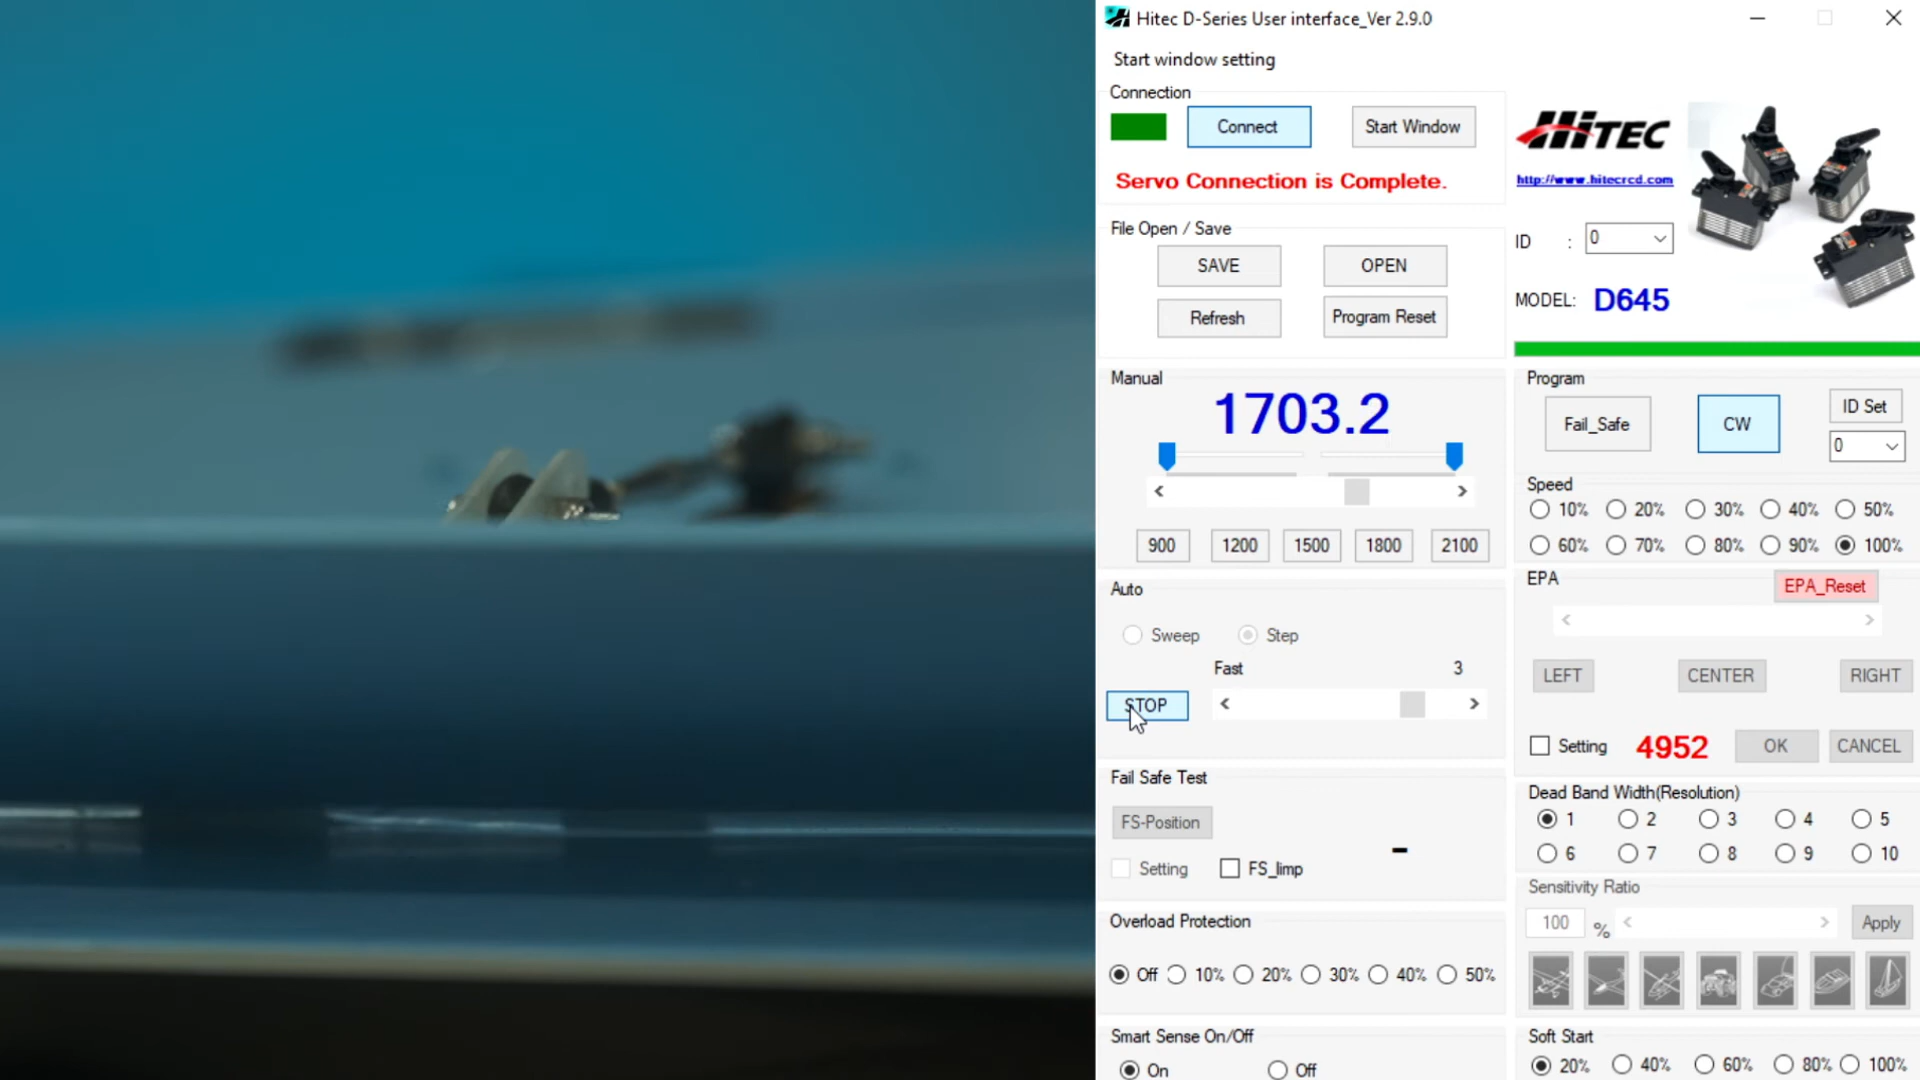 Hitec D-Series User interface_Ver 2.9.0
Start window setting
Connection
Connect
Start Window
Servo Connection is Complete.
HiTEC
http://www.hitecrcd.com
ID : 0
MODEL: D645
File Open / Save
SAVE
OPEN
Refresh
Program Reset
Manual
1703.2
900
1200
1500
1800
2100
Auto
Sweep
Step
Fast
3
STOP
Fail Safe Test
FS-Position
-
Setting
FS_limp
Overload Protection
Off 10% 20% 30% 40% 50%
Smart Sense On/Off
On
Off
Program
Fail_Safe
CW
ID Set
0
Speed
10% 20% 30% 40% 50%
60% 70% 80% 90% 100%
EPA
EPA_Reset
LEFT
CENTER
RIGHT
Setting
4952
OK
CANCEL
Dead Band Width(Resolution)
1 2 3 4 5
6 7 8 9 10
Sensitivity Ratio
100 %
Apply
Soft Start
20% 40% 60% 80% 100%